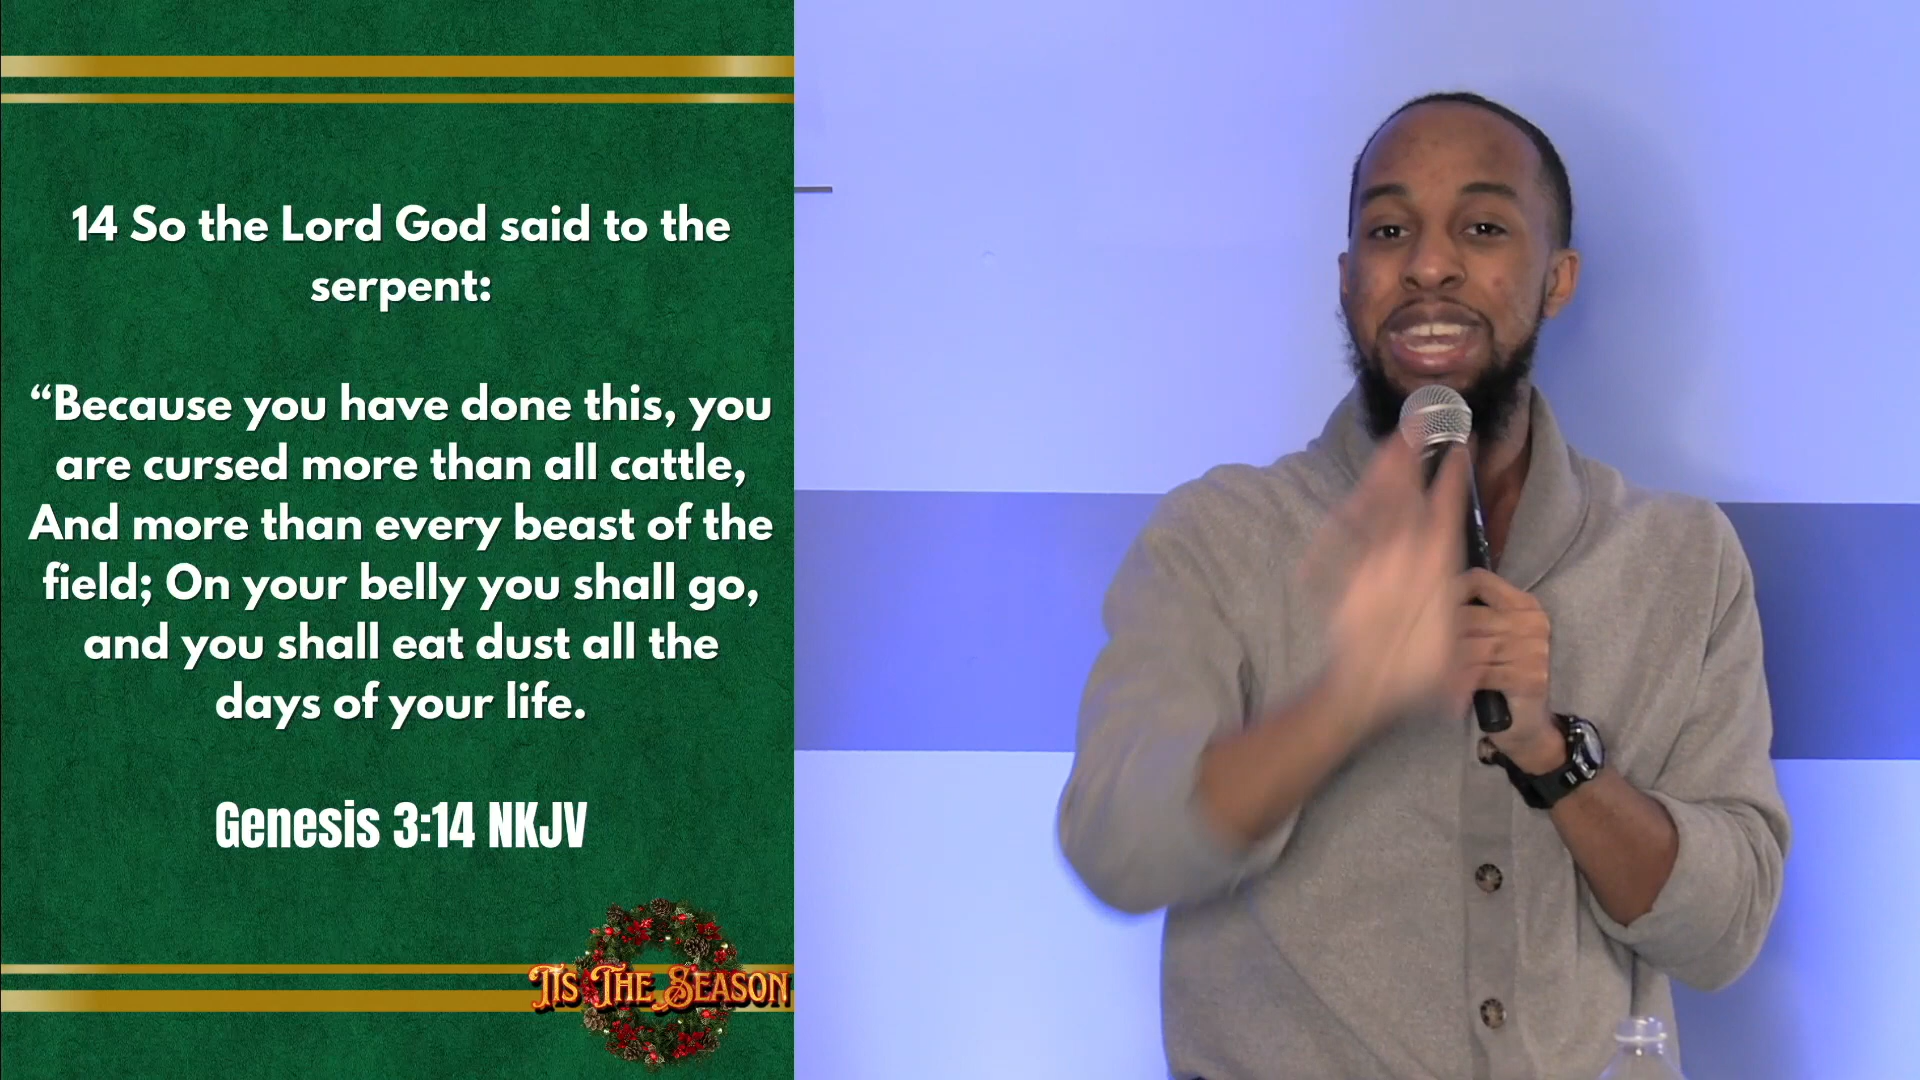 14 So the Lord God said to the
serpent:
“Because you have done this, you
are cursed more than all cattle,
And more than every beast of the
field; On your belly you shall go,
and you shall eat dust all the
days of your life.
Genesis 3:14 NKJV
Tis The Season